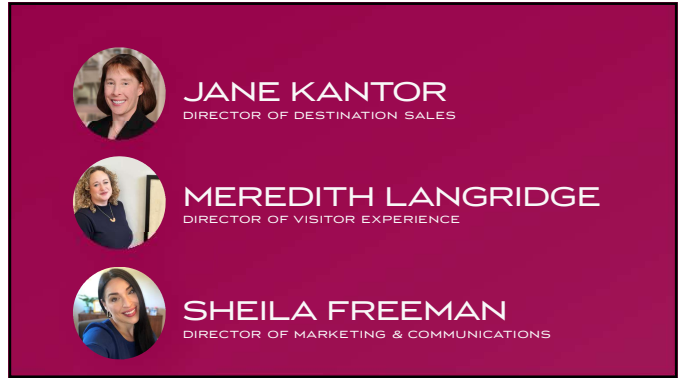 JANE KANTOR
DIRECTOR OF DESTINATION SALES
MEREDITH LANGRIDGE
DIRECTOR OF VISITOR EXPERIENCE
SHEILA FREEMAN
DIRECTOR OF MARKETING & COMMUNICATIONS